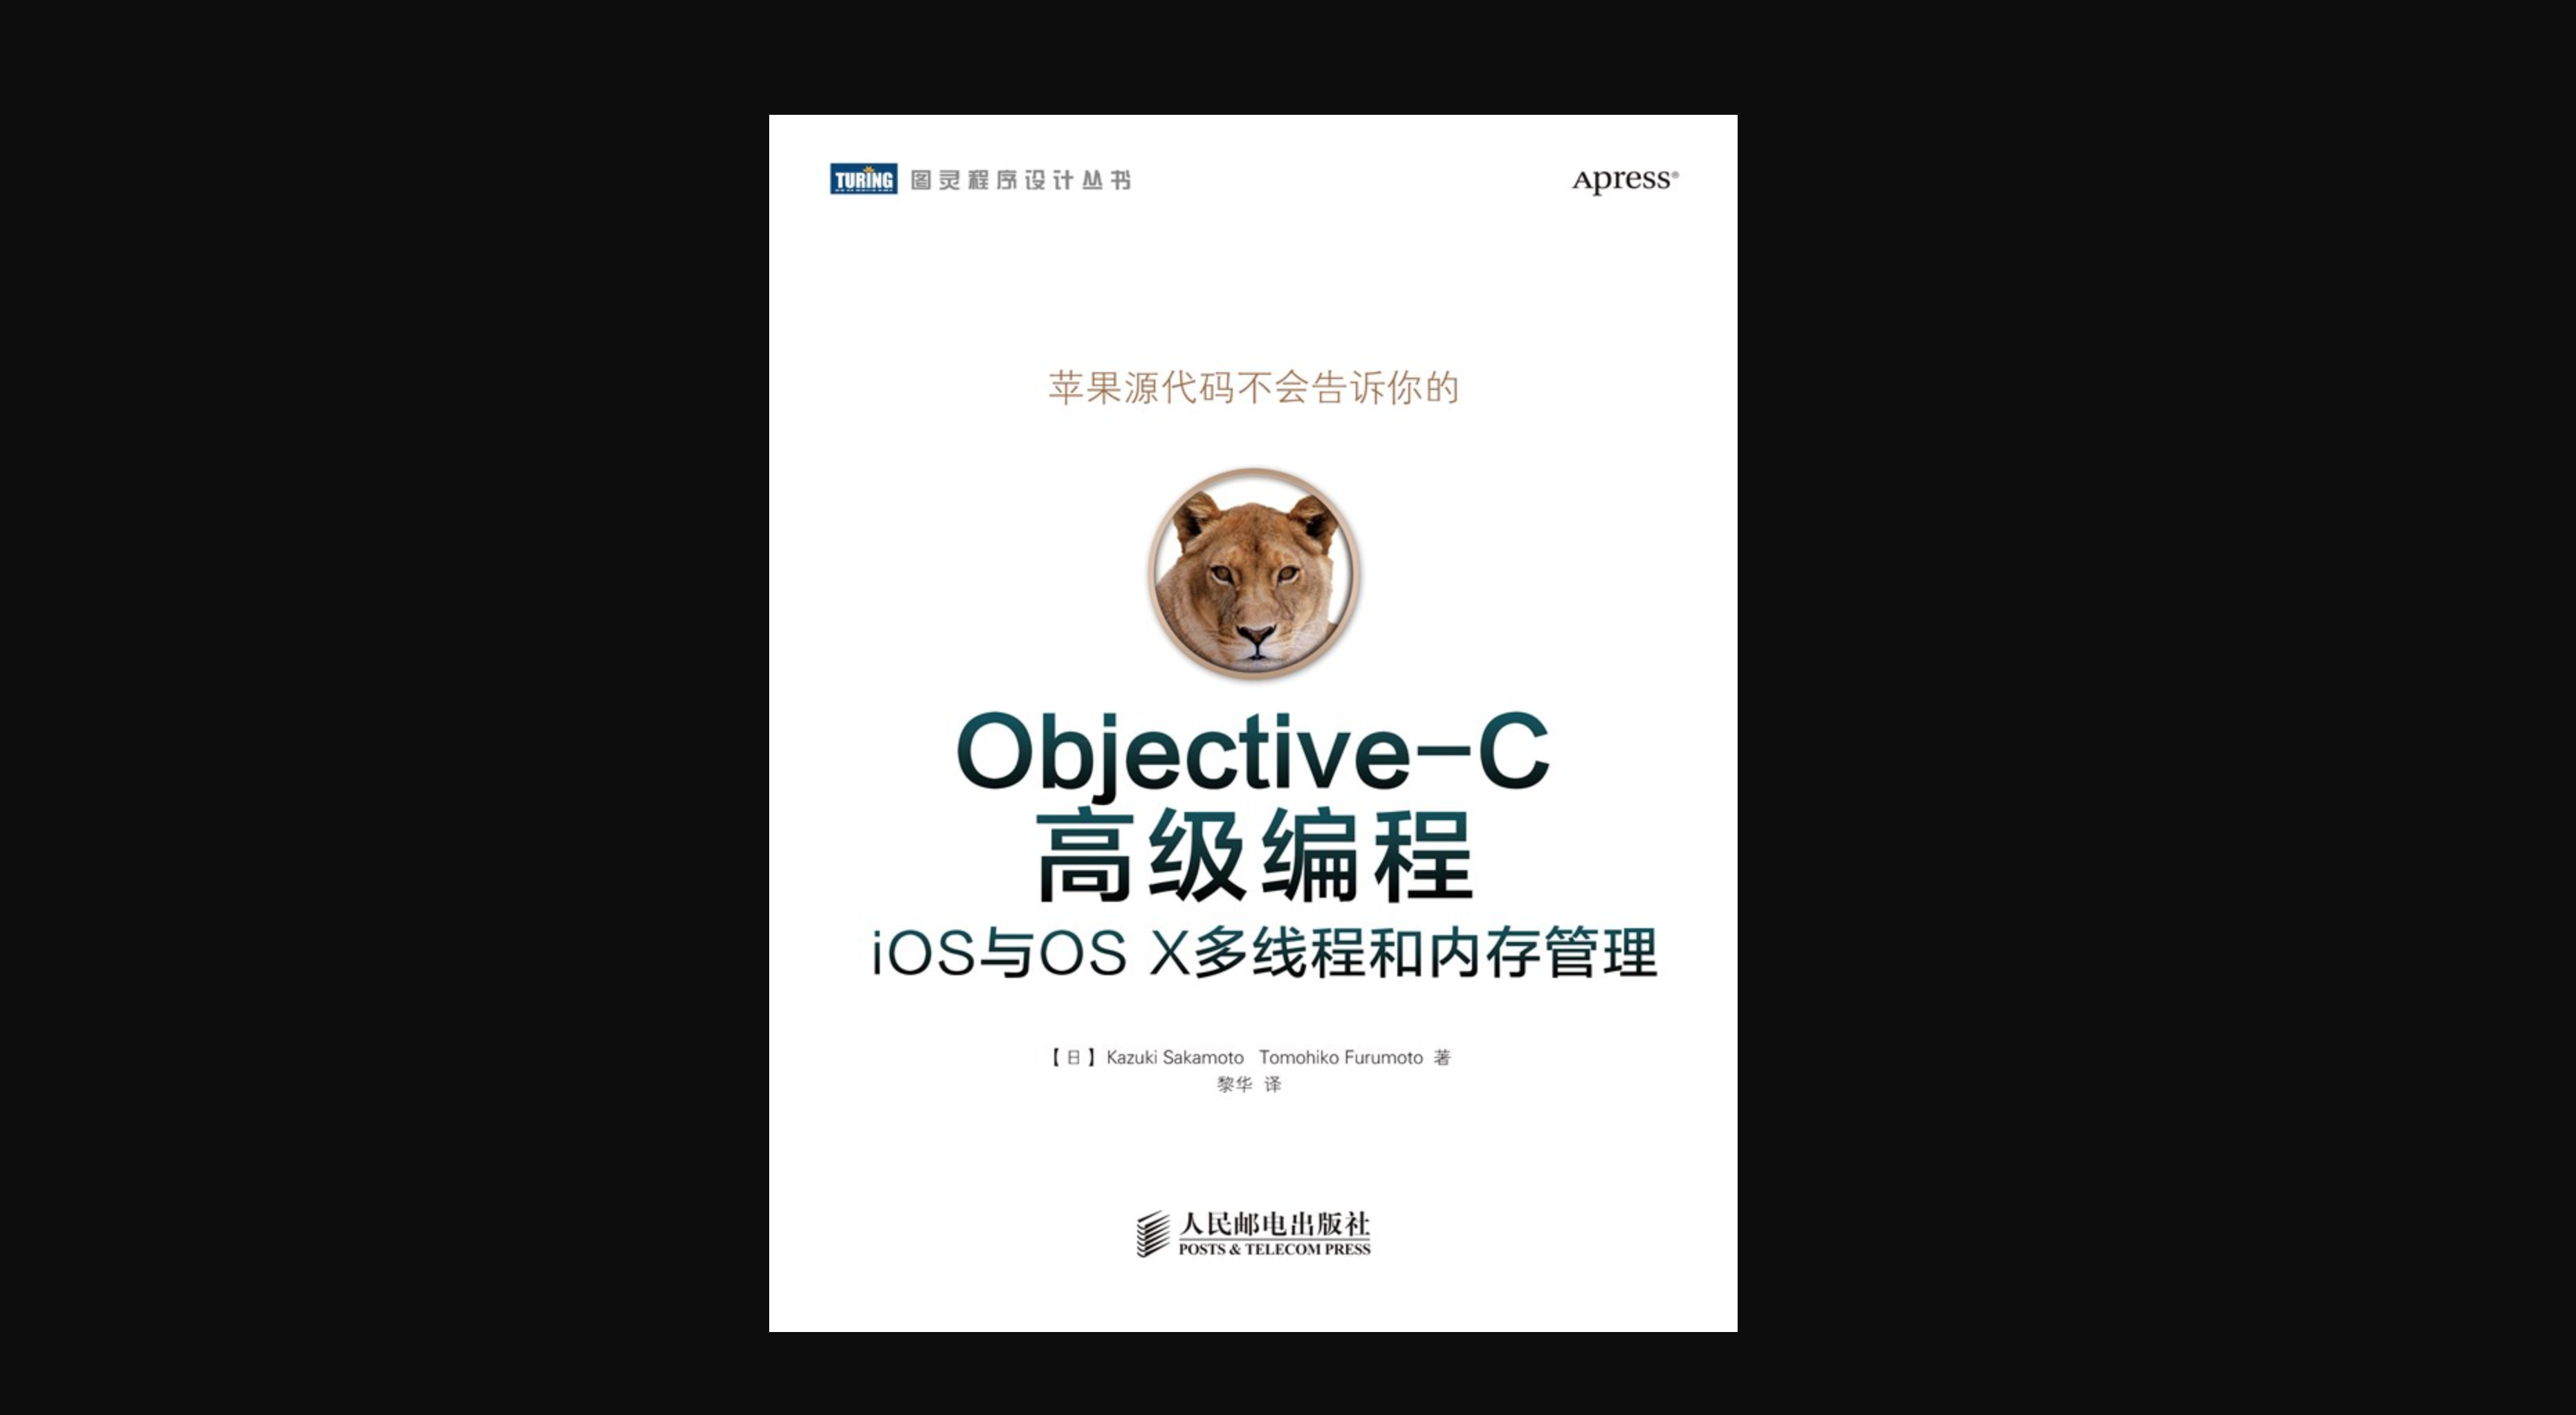 TURING 图灵程序设计丛书
Apress®
苹果源代码不会告诉你的
Objective-C
高级编程
iOS与OS X多线程和内存管理
【日】Kazuki Sakamoto Tomohiko Furumoto 著
黎华 译
人民邮电出版社
POSTS & TELECOM PRESS